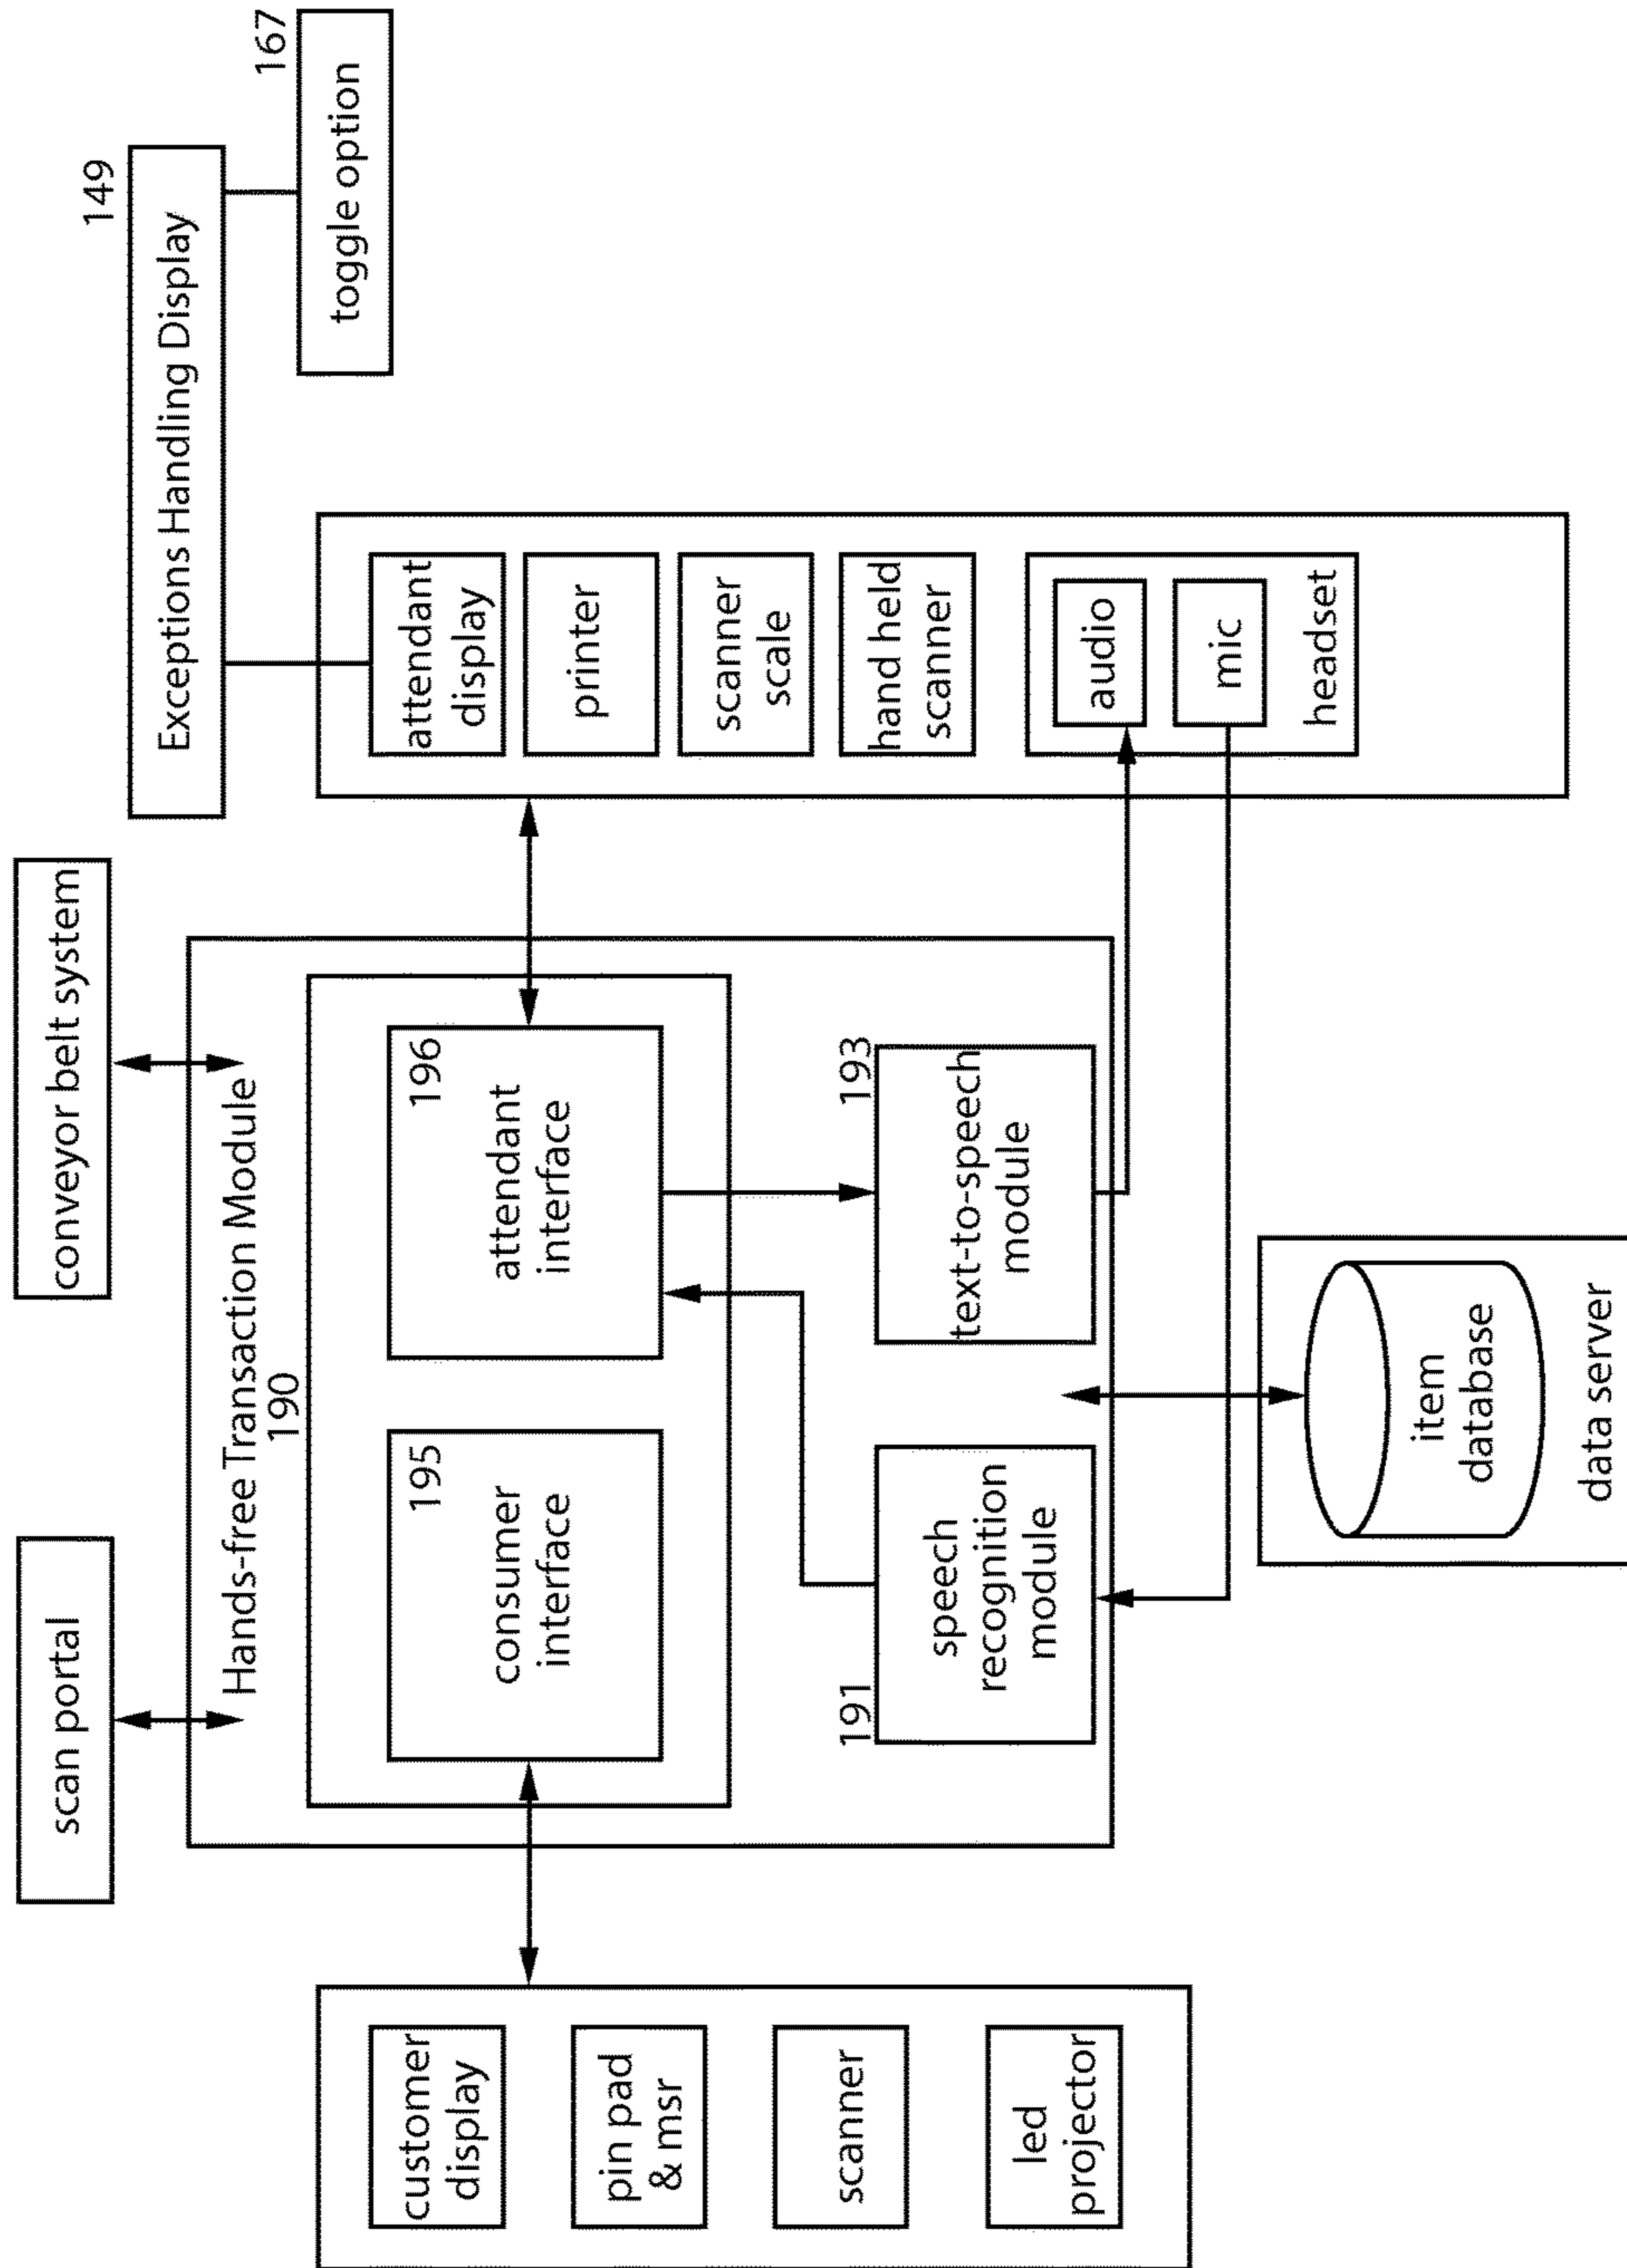 scan portal
conveyor belt system
149
Exceptions Handling Display
167
toggle option
Hands-free Transaction Module
190
customer
display
pin pad
& msr
scanner
led
projector
195
consumer
interface
196
attendant
interface
191
speech
recognition
module
193
text-to-speech
module
attendant
display
printer
scanner
scale
hand held
scanner
audio
mic
headset
item
database
data server